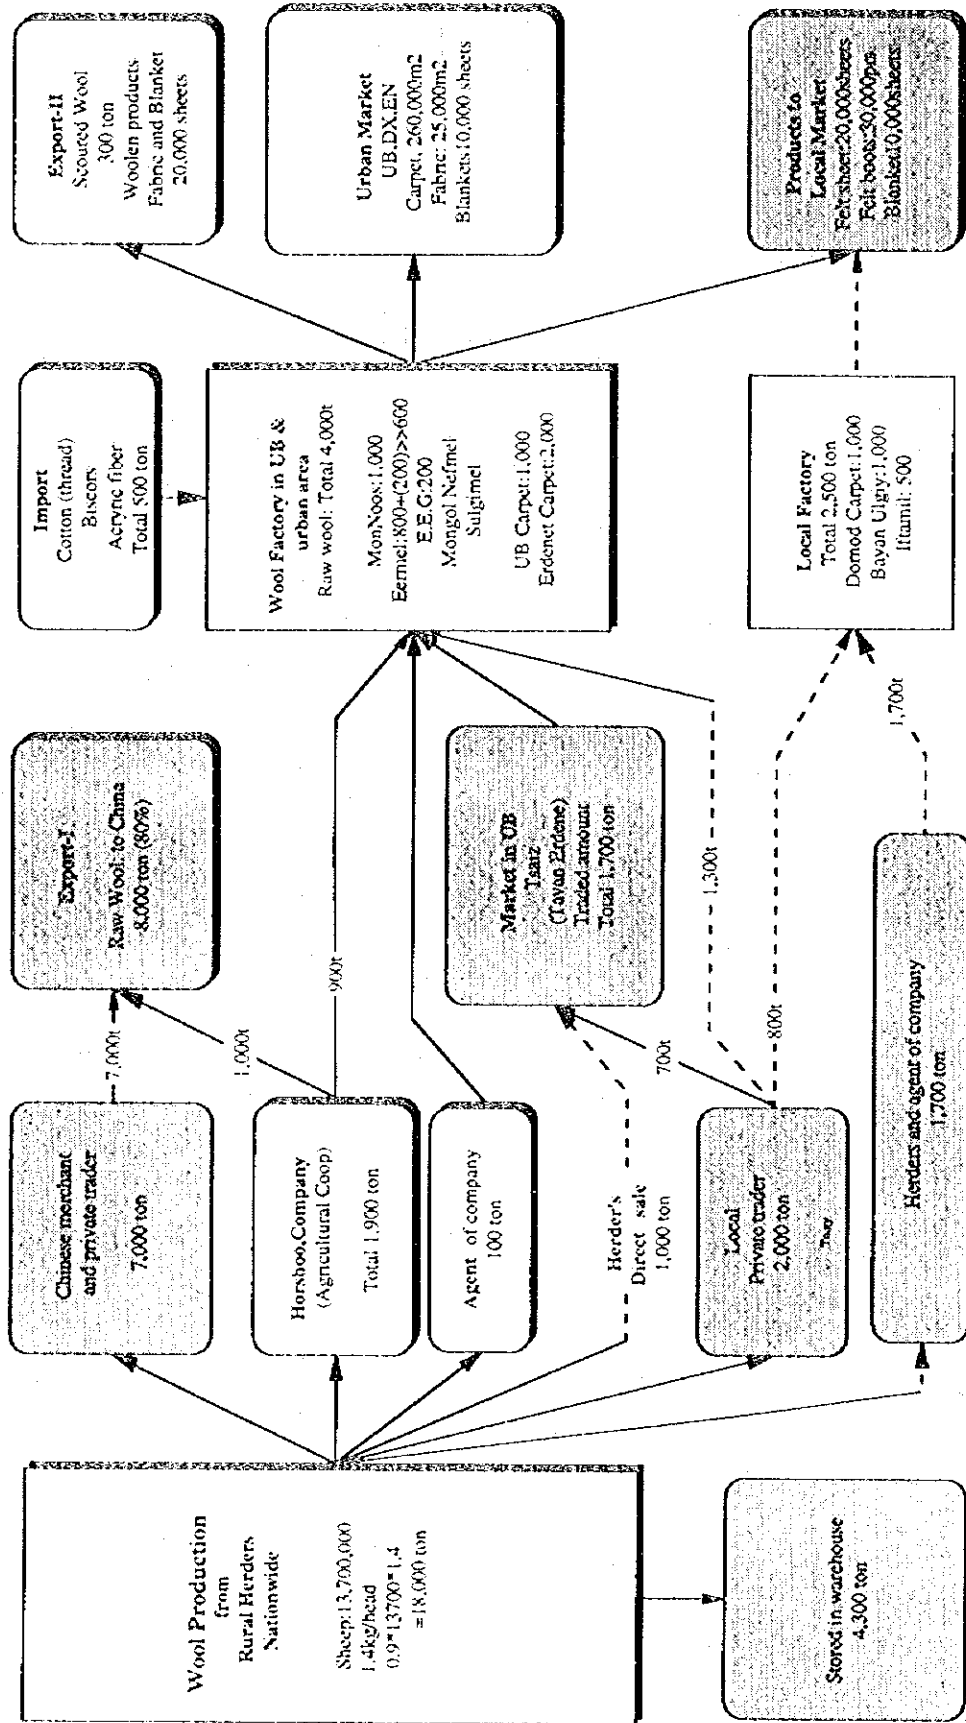 Wool Production
from
Rural Herders
Nationwide
Sheep:13,700,000
1.4kg/head
0.9*13700*1.4
=18,000 ton
Stored in warehouse
4,300 ton
Chinese merchant
and private trader
7,000 ton
Horshoo,Company
(Agricultural Coop)
Total 1,900 ton
Agent of company
100 ton
Herder's
Direct sale
1,000 ton
Local
Private trader
2,000 ton
Herders and agent of company
1,700 ton
7,000t
1,000t
900t
700t
1,300t
800t
1,700t
Export-I
Raw Wool: to China
8,000 ton (80%)
Market in UB
Tsatz
(Tavan Erdene)
Traded amount
Total 1,700 ton
Import
Cotton (thread)
Biscors
Acryne fiber
Total 500 ton
Wool Factory in UB &
urban area
Raw wool: Total 4,000t
MonNoos:1,000
Eermel:800+(200)>>600
E.E.G:200
Mongol Nefmel
Suigimel
UB Carpet:1,000
Erdenet Carpet:2,000
Local Factory
Total 2,500 ton
Dornod Carpet:1,000
Bayan Ulgiy:1,000
Iltamil: 500
Export-II
Scoured Wool
300 ton
Woolen products
Fabric and Blanket
20,000 sheets
Urban Market
UB,DX,EN
Carpet, 260,000m2
Fabric: 25,000m2
Blankets10,000 sheets
Products to
Local Market
Felt sheet:20,000sheets
Felt boots:30,000pcs
Blanket10,000sheets